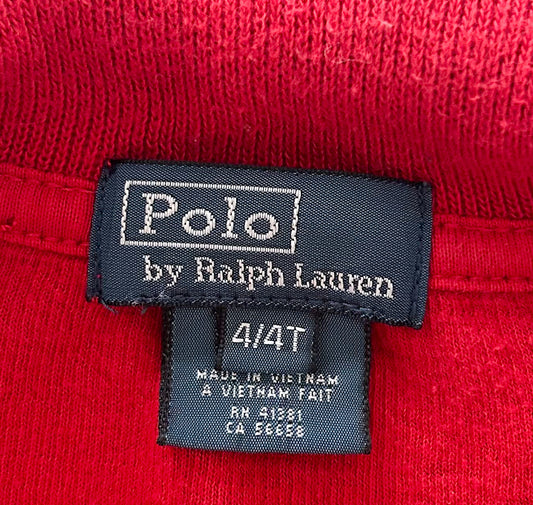 Polo
by Ralph Lauren
4/4T
MADE IN VIETNAM
A VIETNAM FAIT
RN 41381
CA 56658